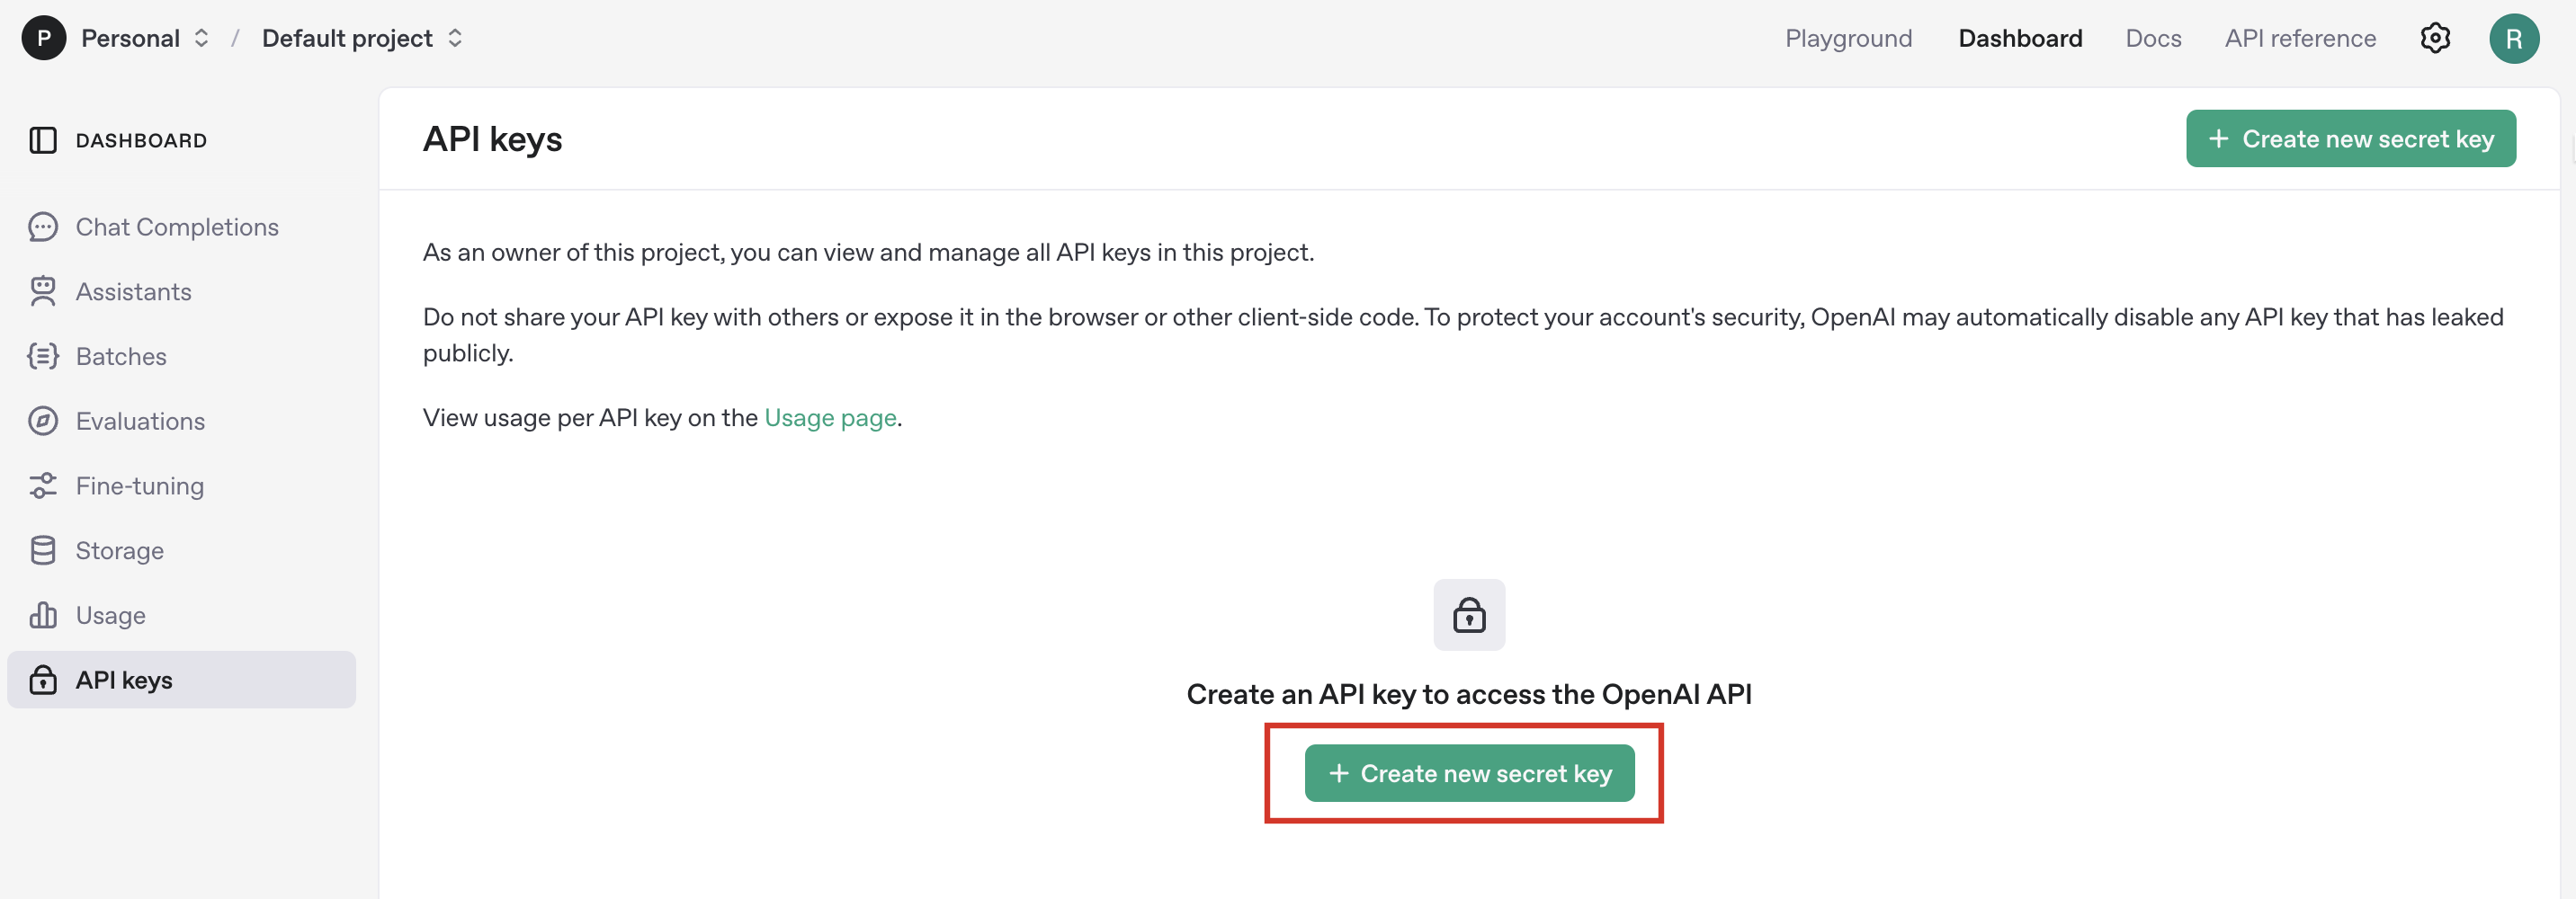 P Personal / Default project
Playground Dashboard Docs API reference R
DASHBOARD
Chat Completions
Assistants
Batches
Evaluations
Fine-tuning
Storage
Usage
API keys
API keys
+ Create new secret key
As an owner of this project, you can view and manage all API keys in this project.
Do not share your API key with others or expose it in the browser or other client-side code. To protect your account's security, OpenAI may automatically disable any API key that has leaked
publicly.
View usage per API key on the Usage page.
Create an API key to access the OpenAI API
+ Create new secret key